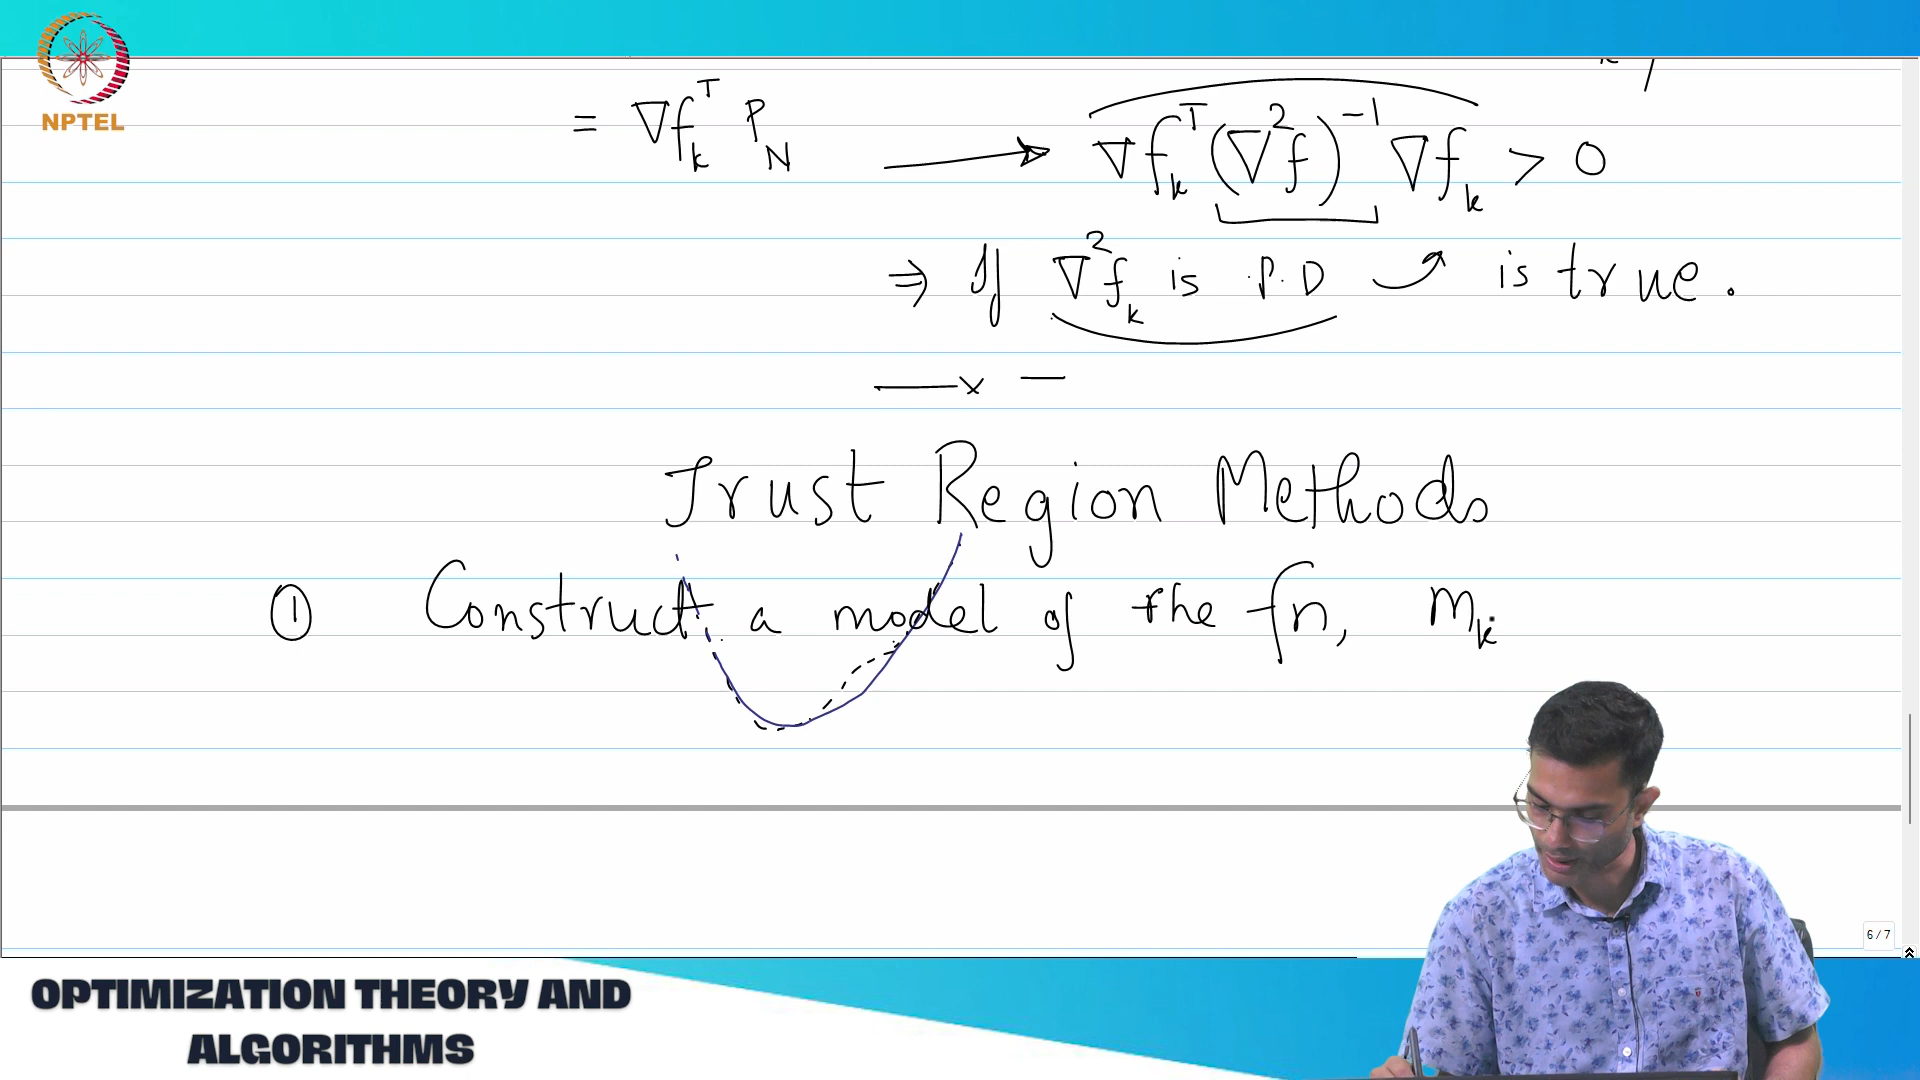 NPTEL
= ∇f_k^T P_N → ∇f_k^T (∇²f)^{-1} ∇f_k > 0
⇒ If ∇²f_k is P.D ⤴ is true.
—x—
Trust Region Methods
① Construct a model of the fn, m_k
6 / 7
OPTIMIZATION THEORY AND
ALGORITHMS